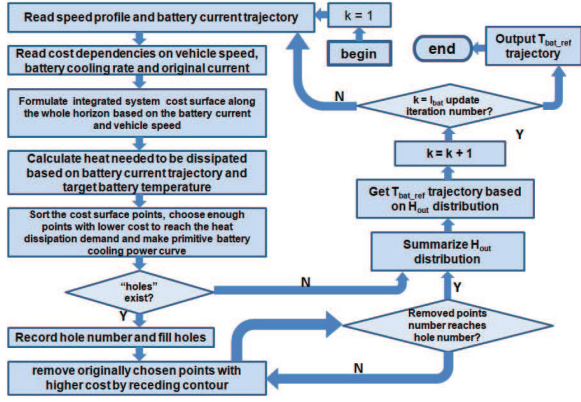 Read speed profile and battery current trajectory
k = 1
begin
end
Output T_bat_ref
trajectory
Read cost dependencies on vehicle speed,
battery cooling rate and original current
Formulate integrated system cost surface along
the whole horizon based on the battery current
and vehicle speed
N
k = I_bat update
iteration number?
Y
k = k + 1
Calculate heat needed to be dissipated
based on battery current trajectory and
target battery temperature
Get T_bat_ref trajectory based
on H_out distribution
Sort the cost surface points, choose enough
points with lower cost to reach the heat
dissipation demand and make primitive battery
cooling power curve
Summarize H_out
distribution
"holes"
exist?
N
Y
Y
Removed points
number reaches
hole number?
Record hole number and fill holes
N
remove originally chosen points with
higher cost by receding contour